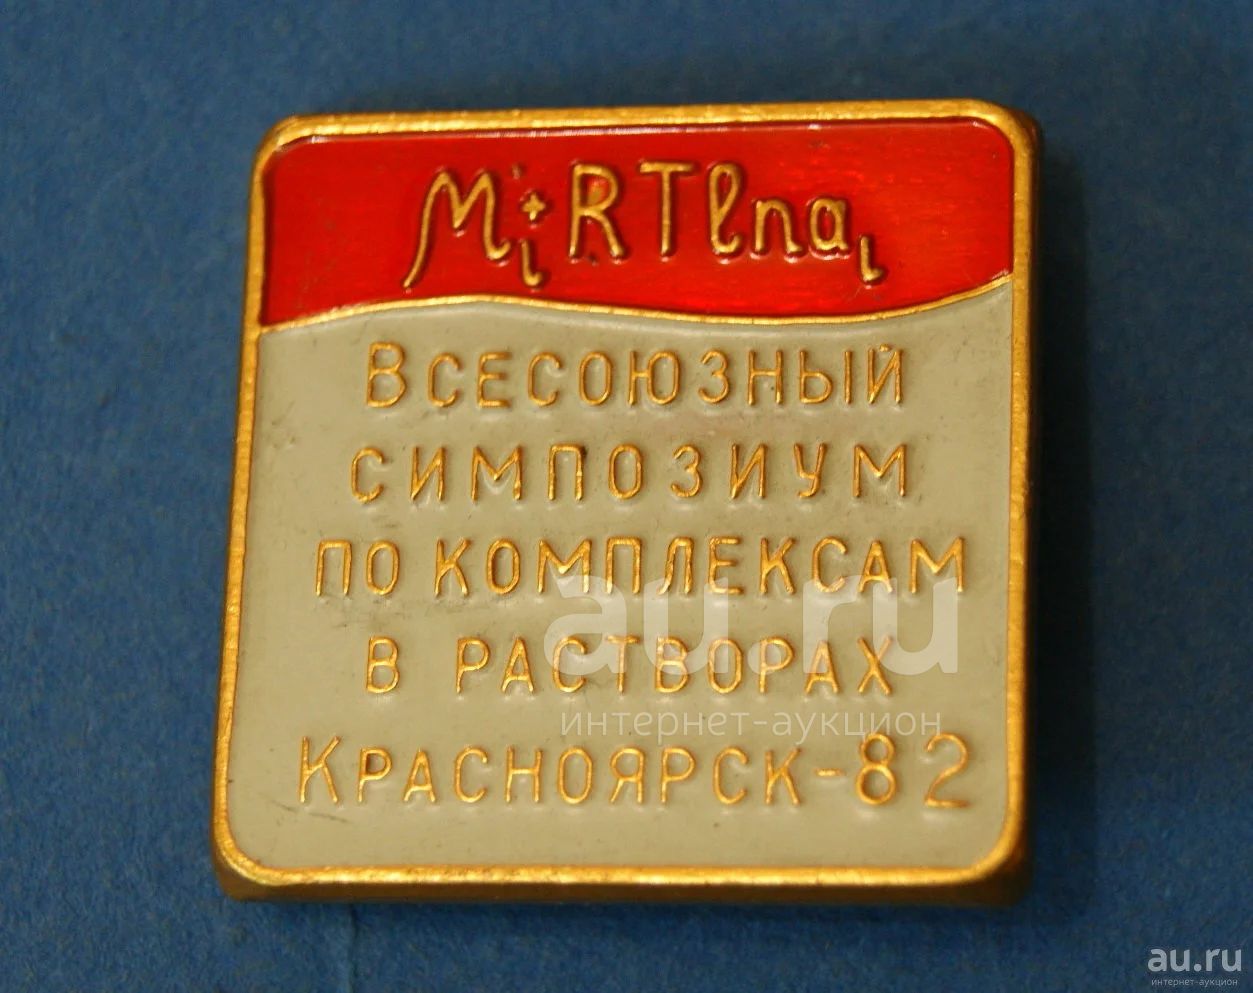 Mᵢ+RTlnaᵢ
Всесоюзный
симпозиум
по комплексам
в растворах
Красноярск-82
au.ru
интернет-аукцион
au.ru
интернет-аукцион